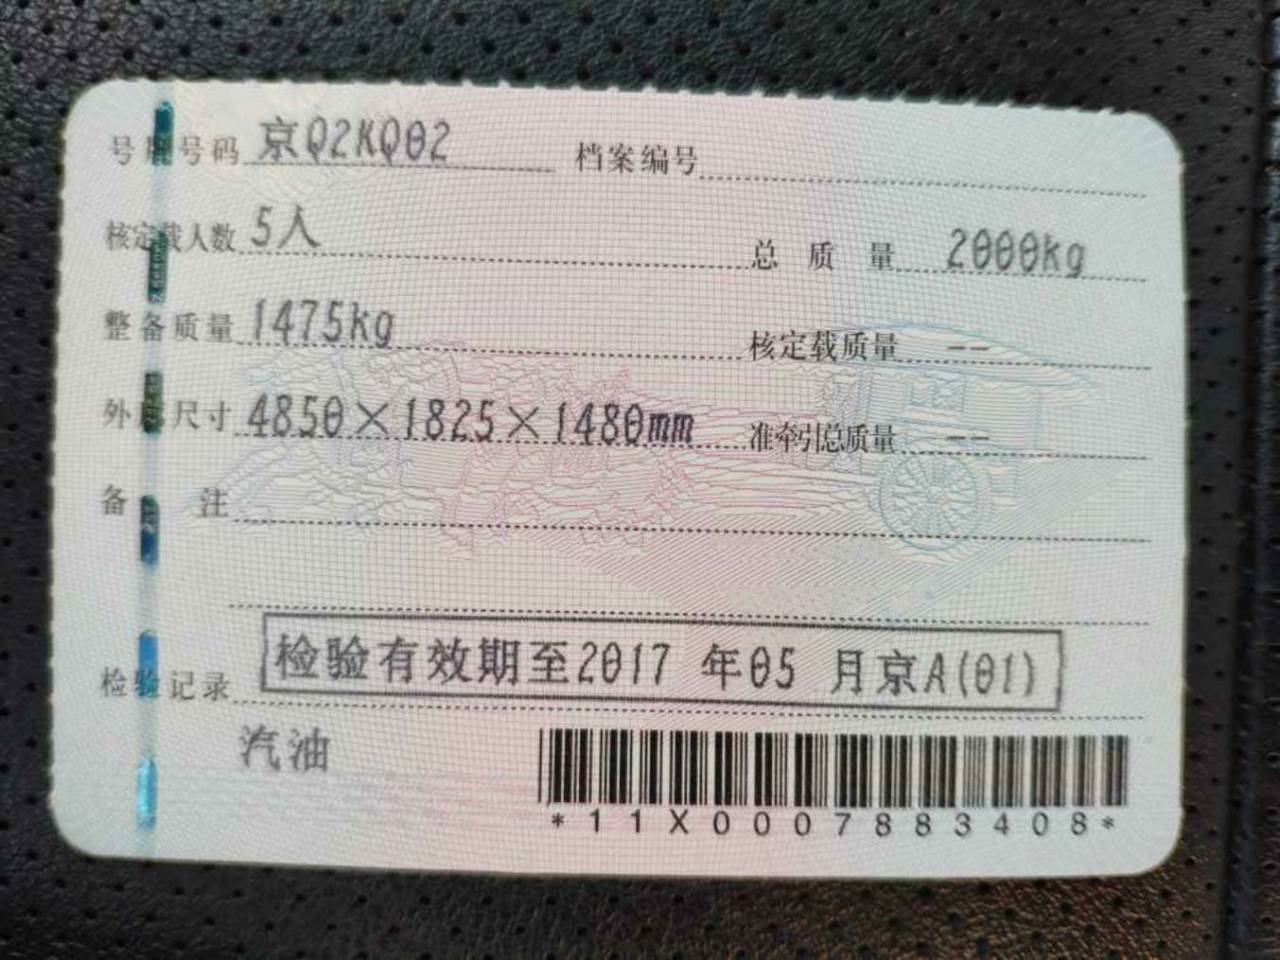 号牌号码 京Q2KQ02 档案编号
核定载人数 5人 总质量 2000kg
整备质量 1475kg 核定载质量 --
外廓尺寸 4850×1825×1480mm 准牵引总质量 --
备注
检验记录 检验有效期至2017 年05 月京A(01)
汽油
*11X0007883408*